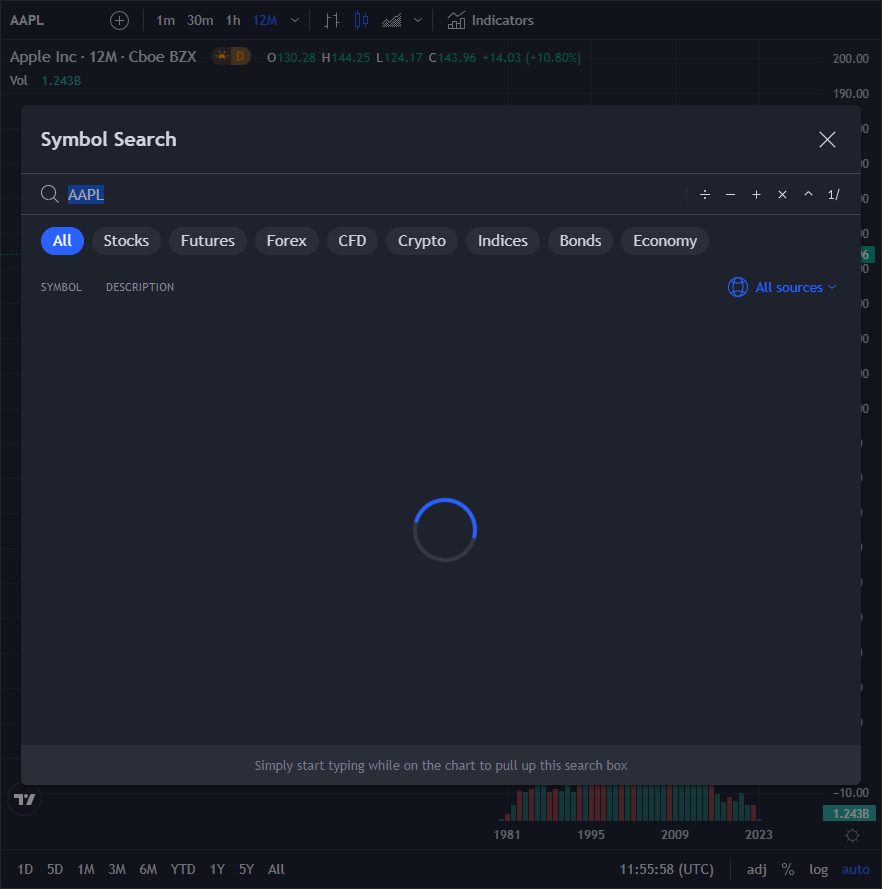 AAPL 1m 30m 1h 12M Indicators
Apple Inc · 12M · Cboe BZX D O130.28 H144.25 L124.17 C143.96 +14.03 (+10.80%)
200.00
Vol 1.243B
190.00
Symbol Search
AAPL ÷ − + × ^ 1/
All Stocks Futures Forex CFD Crypto Indices Bonds Economy
SYMBOL DESCRIPTION All sources
Simply start typing while on the chart to pull up this search box
−10.00
1.243B
1981 1995 2009 2023
1D 5D 1M 3M 6M YTD 1Y 5Y All 11:55:58 (UTC) adj % log auto